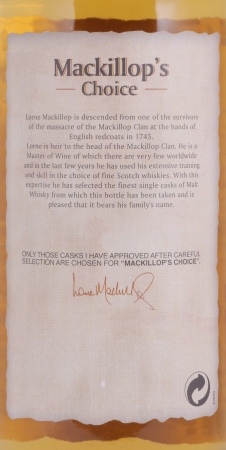 Mackillop's
Choice
Lorne Mackillop is descended from one of the survivors
of the massacre of the Mackillop Clan at the hands of
English redcoats in 1745.
Lorne is heir to the head of the Mackillop Clan. He is a
Master of Wine of which there are very few worldwide
and in the last few years he has used his extensive training
and skill in the choice of fine Scotch whiskies. With this
expertise he has selected the finest single casks of Malt
Whisky from which this bottle has been taken and is
pleased that it bears his family's name.
ONLY THOSE CASKS I HAVE APPROVED AFTER CAREFUL
SELECTION ARE CHOSEN FOR "MACKILLOP'S CHOICE".